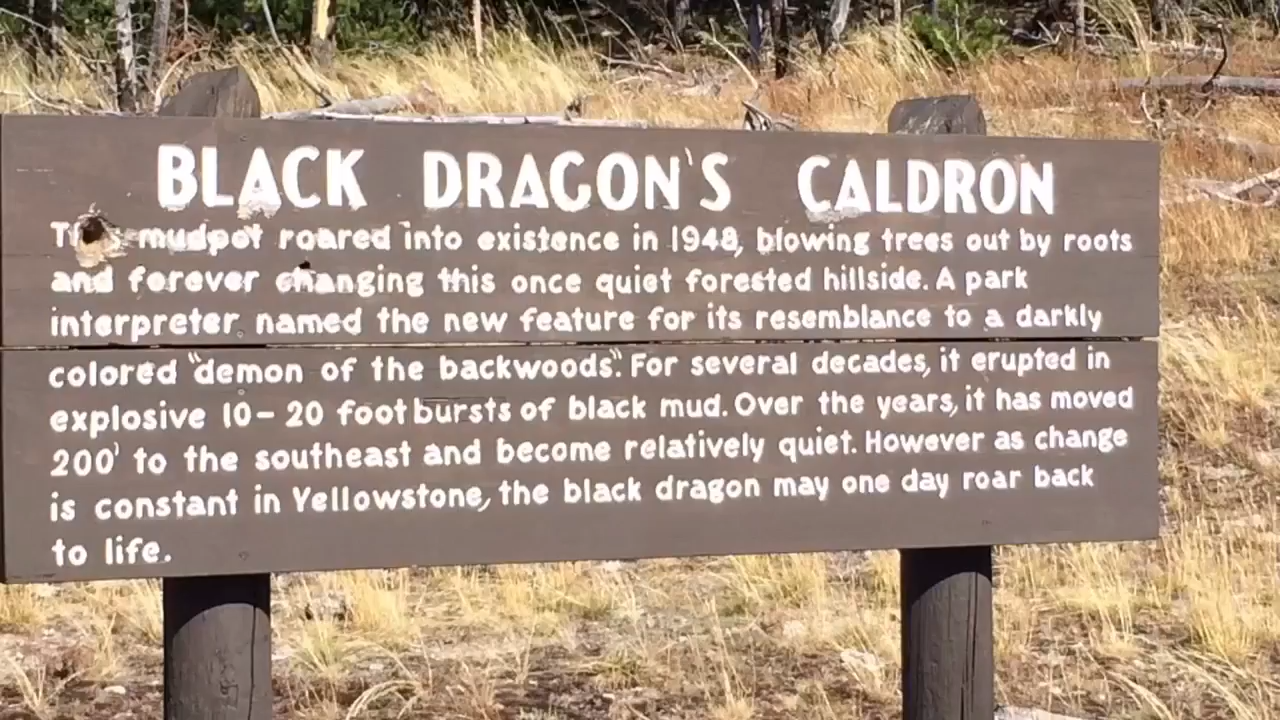 BLACK DRAGON'S CALDRON
This mudpot roared into existence in 1948, blowing trees out by roots
and forever changing this once quiet forested hillside. A park
interpreter named the new feature for its resemblance to a darkly
colored "demon of the backwoods". For several decades, it erupted in
explosive 10-20 foot bursts of black mud. Over the years, it has moved
200' to the southeast and become relatively quiet. However as change
is constant in Yellowstone, the black dragon may one day roar back
to life.